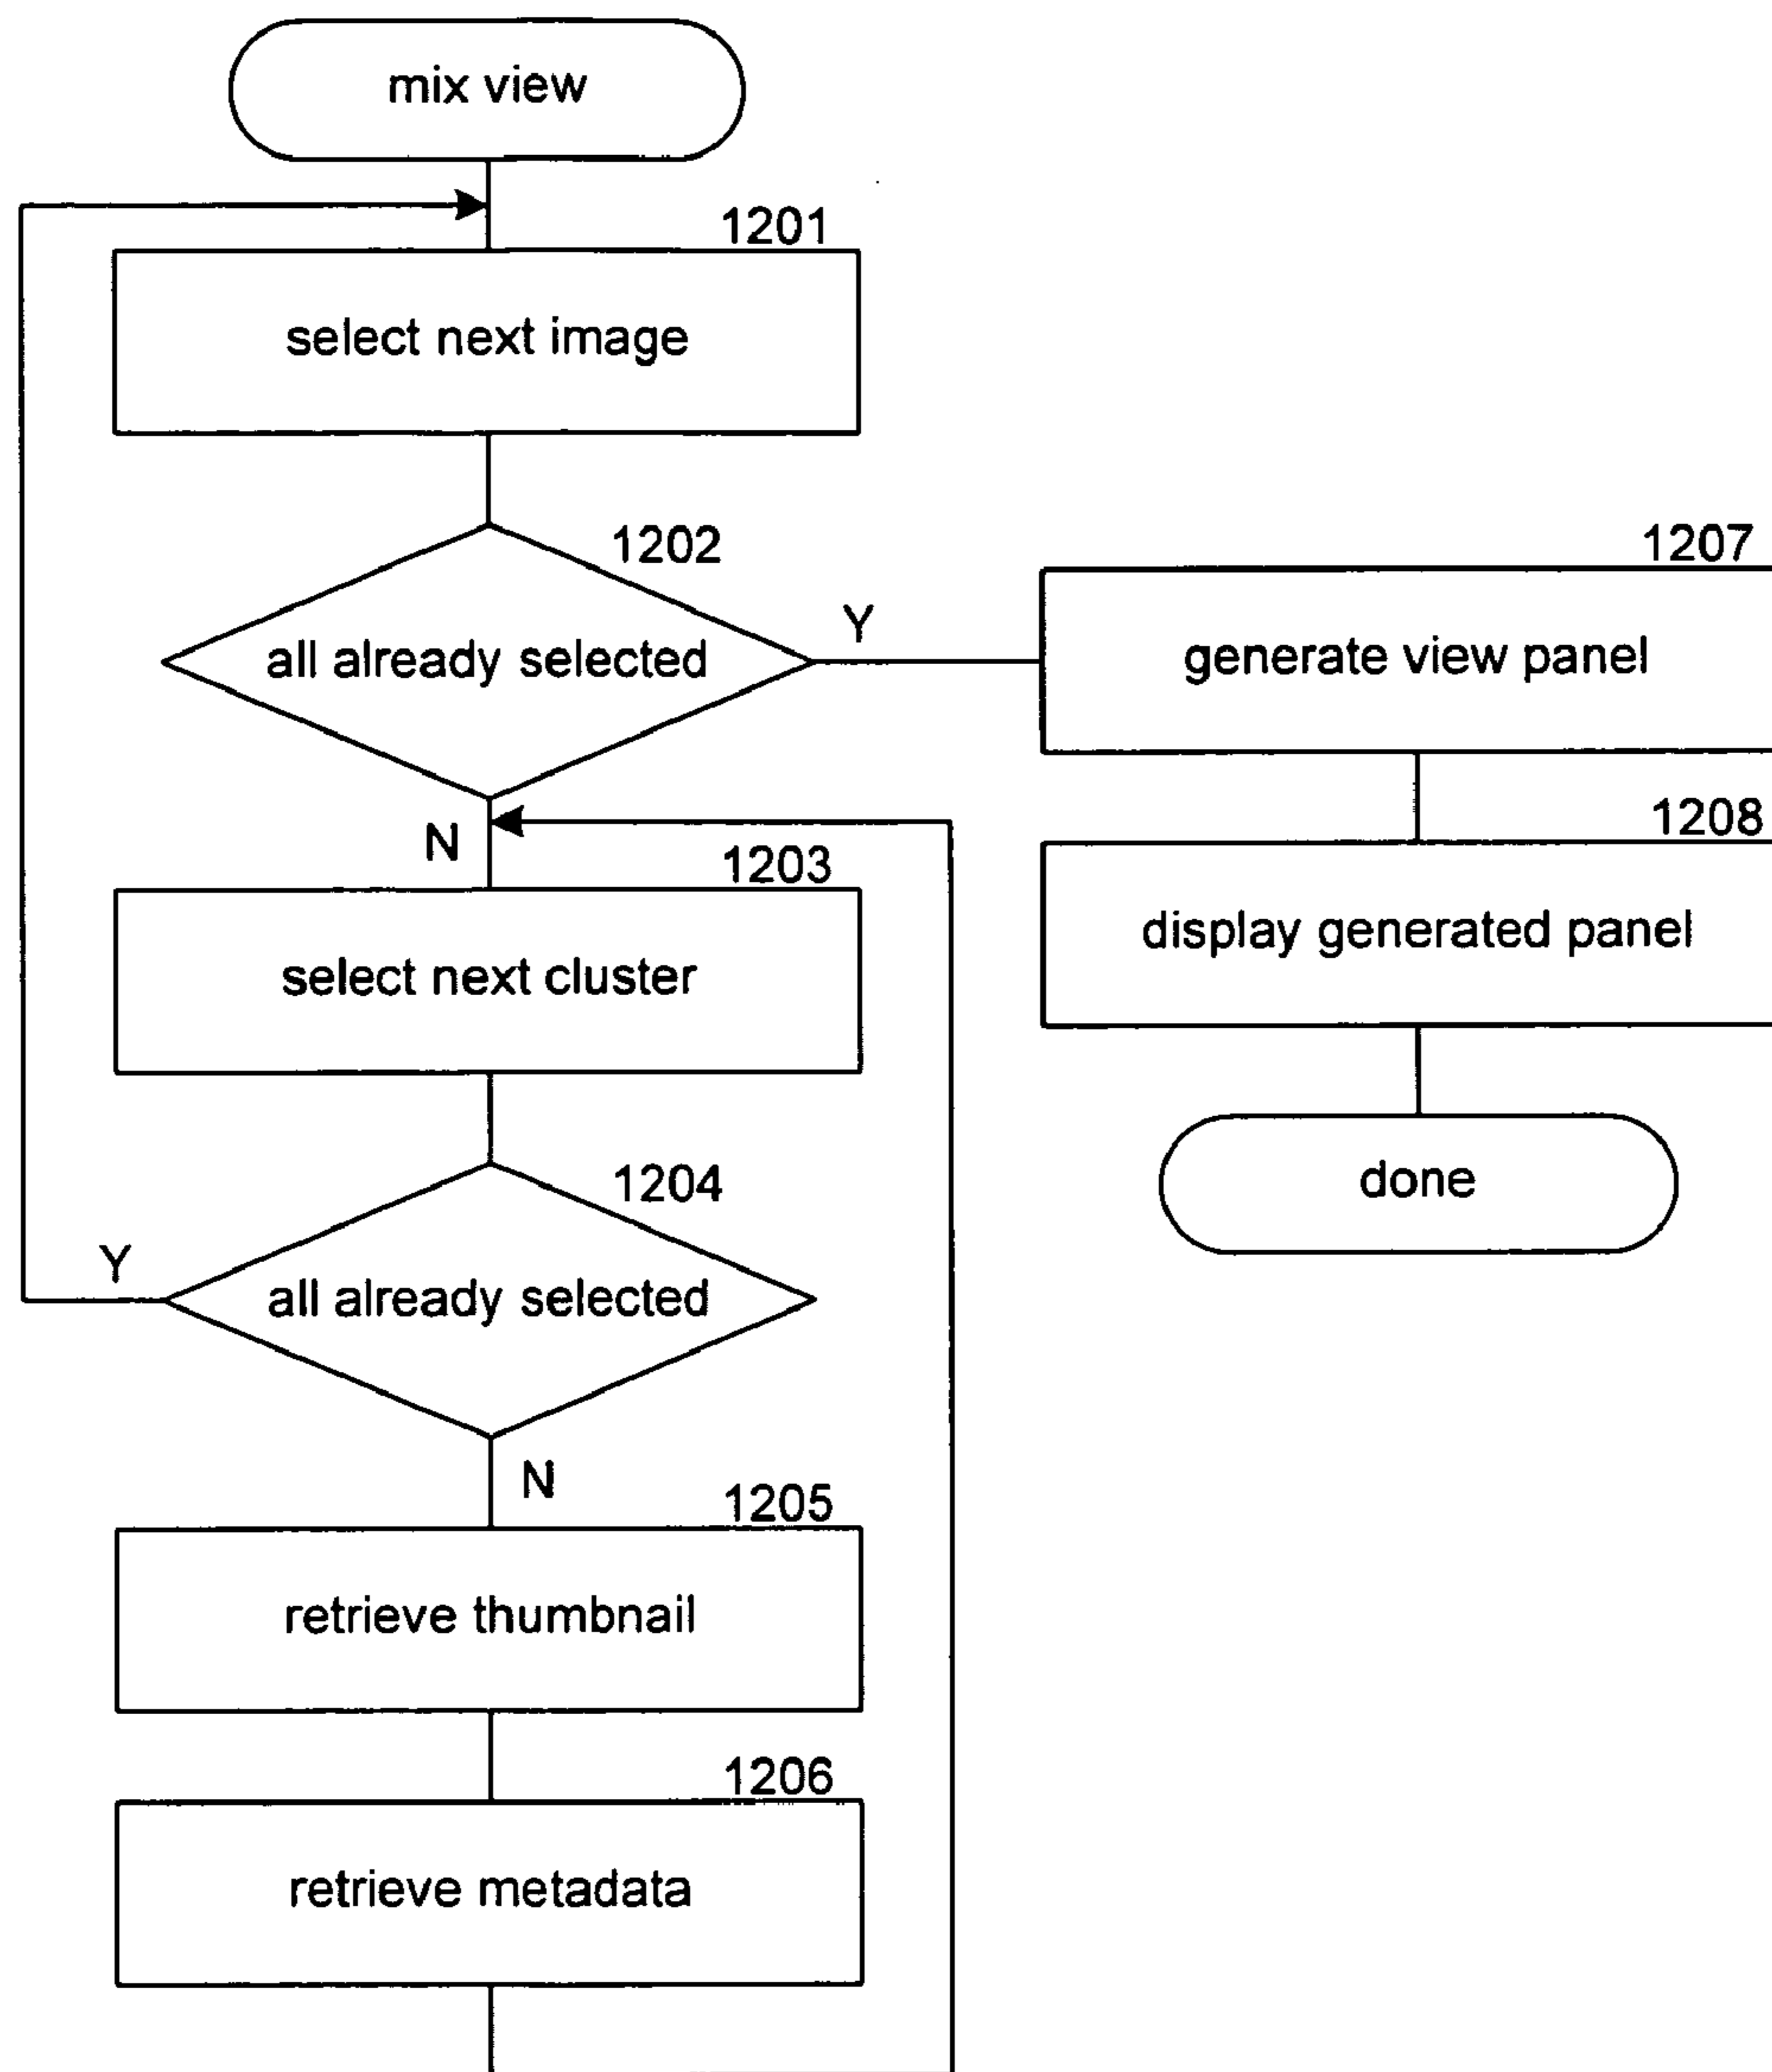 mix view
1201
select next image
1202
all already selected
Y
N
1203
select next cluster
1204
all already selected
Y
N
1205
retrieve thumbnail
1206
retrieve metadata
1207
generate view panel
1208
display generated panel
done